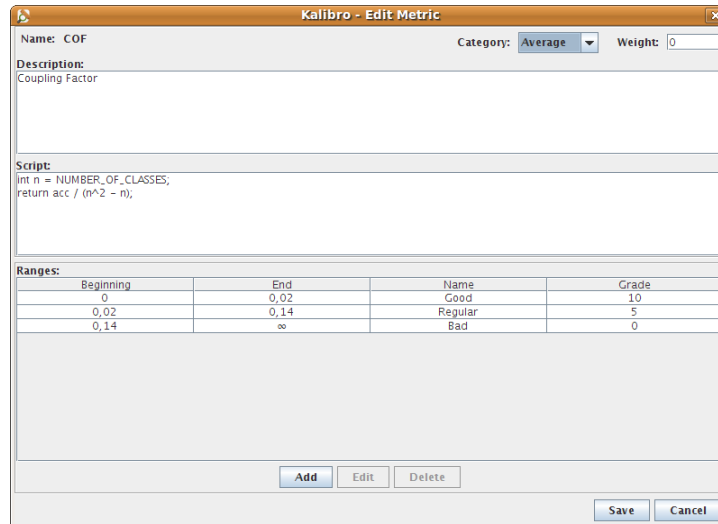 Kalibro - Edit Metric
Name: COF Category: Average Weight: 0
Description:
Coupling Factor
Script:
int n = NUMBER_OF_CLASSES;
return acc / (n^2 - n);
Ranges:
Beginning End Name Grade
0 0,02 Good 10
0,02 0,14 Regular 5
0,14 ∞ Bad 0
Add Edit Delete
Save Cancel